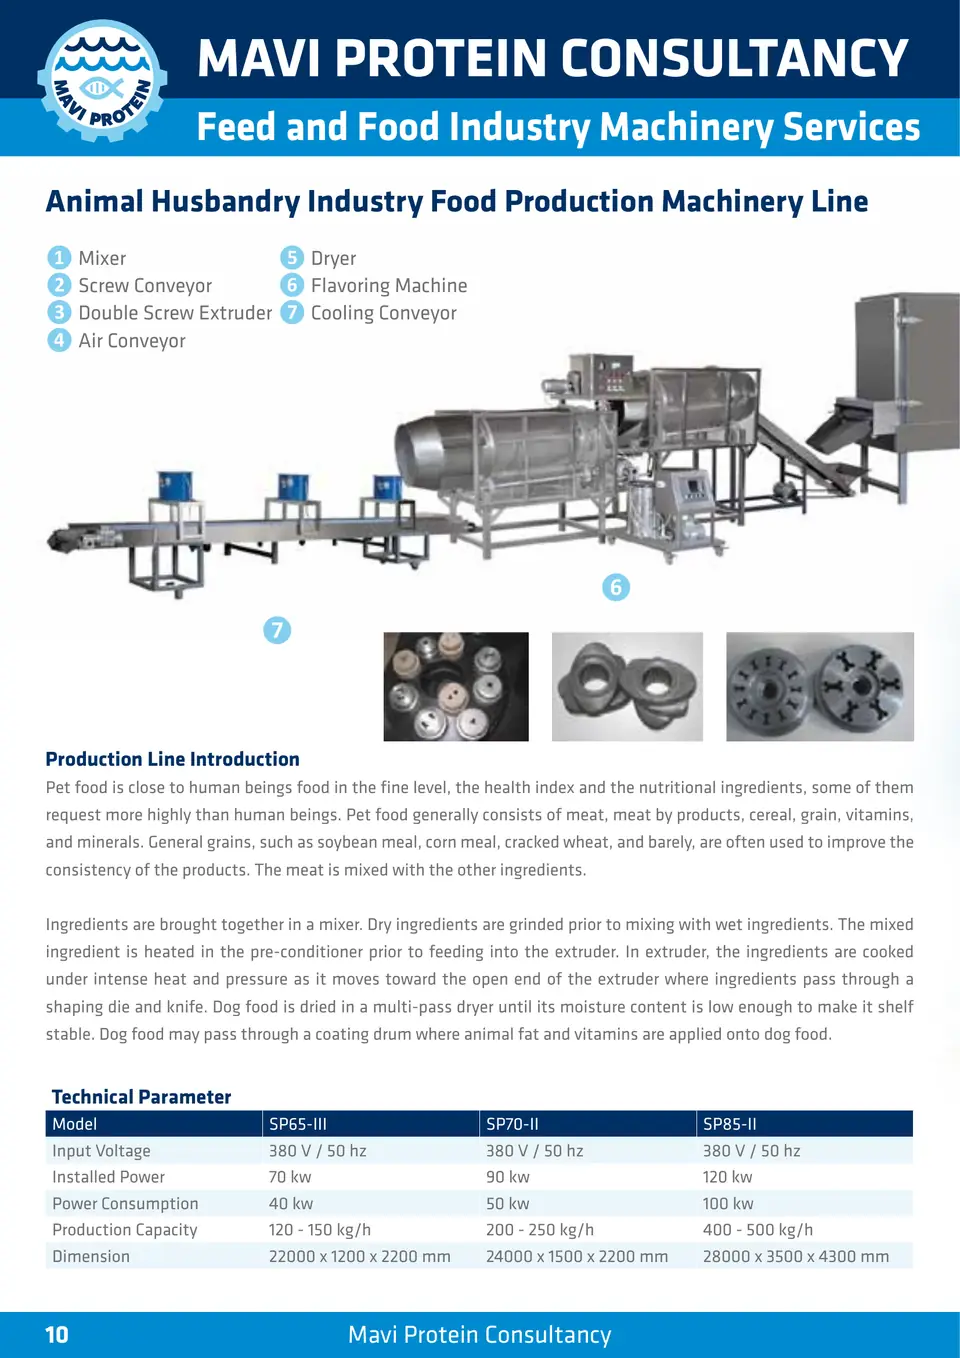 MAVI PROTEIN
MAVI PROTEIN CONSULTANCY
Feed and Food Industry Machinery Services
Animal Husbandry Industry Food Production Machinery Line
1 Mixer
2 Screw Conveyor
3 Double Screw Extruder
4 Air Conveyor
5 Dryer
6 Flavoring Machine
7 Cooling Conveyor
6
7
Production Line Introduction
Pet food is close to human beings food in the fine level, the health index and the nutritional ingredients, some of them
request more highly than human beings. Pet food generally consists of meat, meat by products, cereal, grain, vitamins,
and minerals. General grains, such as soybean meal, corn meal, cracked wheat, and barely, are often used to improve the
consistency of the products. The meat is mixed with the other ingredients.
Ingredients are brought together in a mixer. Dry ingredients are grinded prior to mixing with wet ingredients. The mixed
ingredient is heated in the pre-conditioner prior to feeding into the extruder. In extruder, the ingredients are cooked
under intense heat and pressure as it moves toward the open end of the extruder where ingredients pass through a
shaping die and knife. Dog food is dried in a multi-pass dryer until its moisture content is low enough to make it shelf
stable. Dog food may pass through a coating drum where animal fat and vitamins are applied onto dog food.
Technical Parameter
Model SP65-III SP70-II SP85-II
Input Voltage 380 V / 50 hz 380 V / 50 hz 380 V / 50 hz
Installed Power 70 kw 90 kw 120 kw
Power Consumption 40 kw 50 kw 100 kw
Production Capacity 120 - 150 kg/h 200 - 250 kg/h 400 - 500 kg/h
Dimension 22000 x 1200 x 2200 mm 24000 x 1500 x 2200 mm 28000 x 3500 x 4300 mm
10 Mavi Protein Consultancy